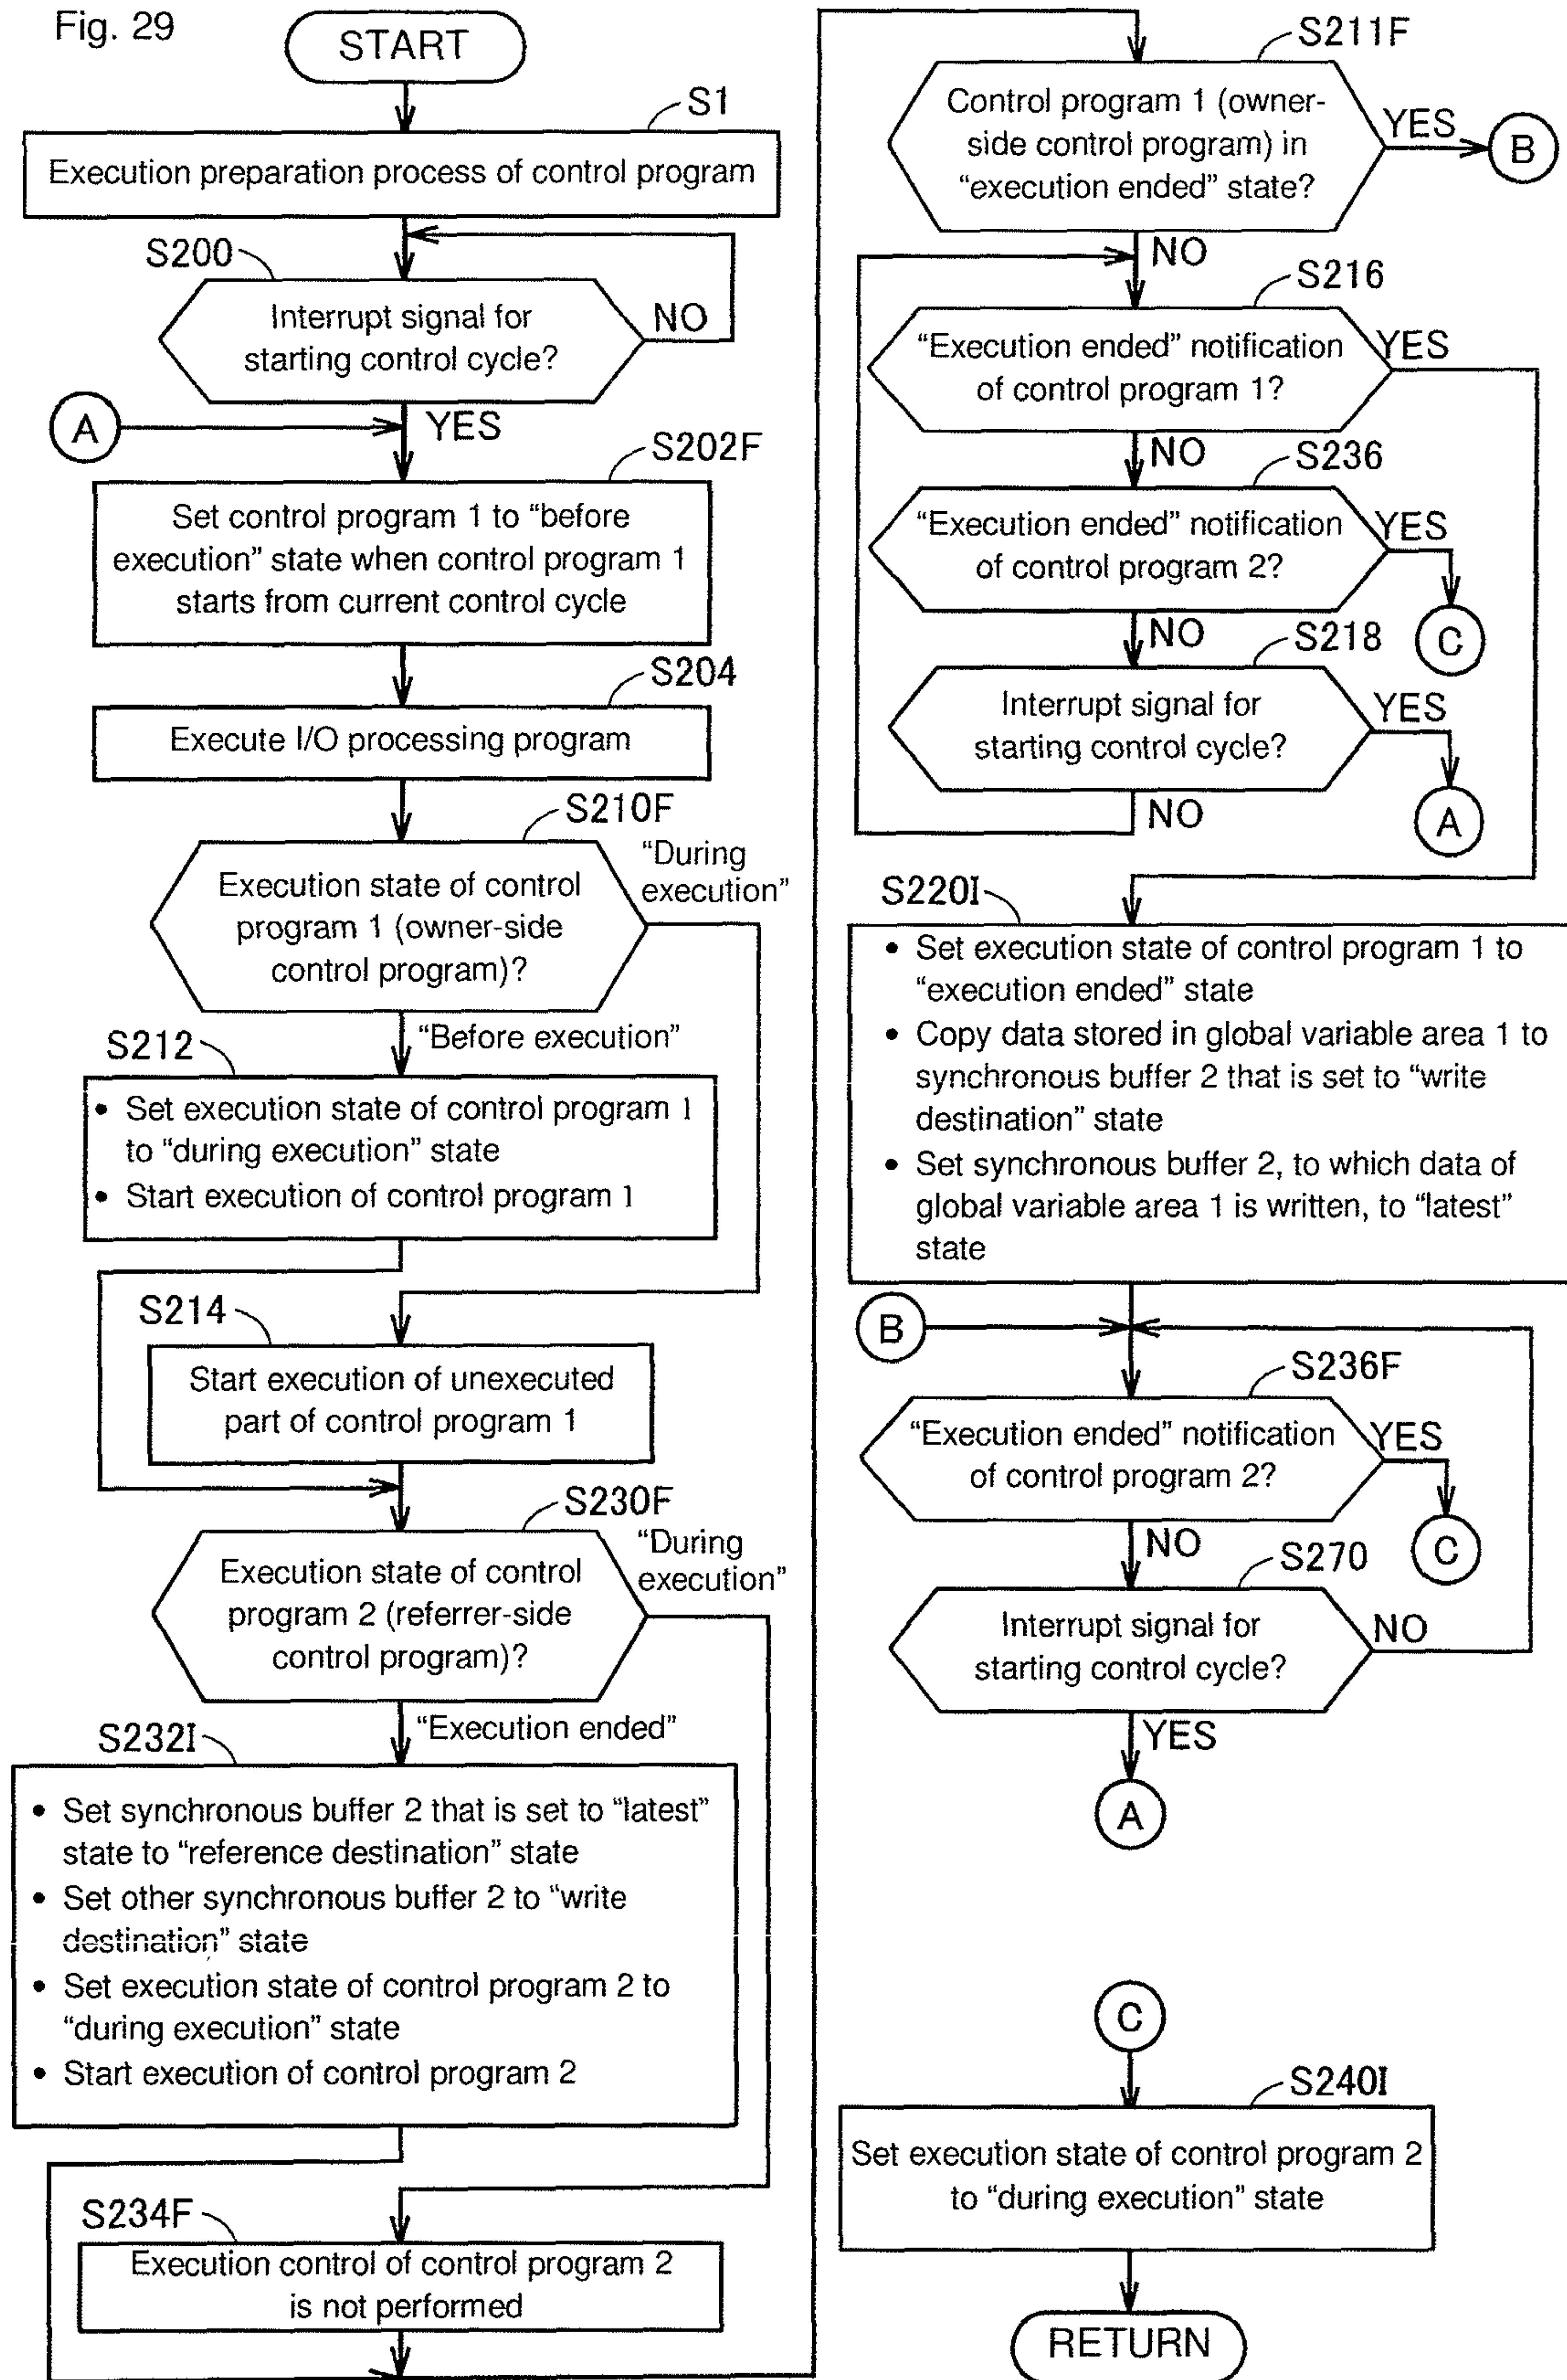 Fig. 29
START
S1
Execution preparation process of control program
S200
Interrupt signal for
starting control cycle?
NO
A
YES
S202F
Set control program 1 to “before
execution” state when control program 1
starts from current control cycle
S204
Execute I/O processing program
S210F
Execution state of control
program 1 (owner-side
control program)?
“During
execution”
“Before execution”
S212
• Set execution state of control program 1
to “during execution” state
• Start execution of control program 1
S214
Start execution of unexecuted
part of control program 1
S230F
Execution state of control
program 2 (referrer-side
control program)?
“During
execution”
“Execution ended”
S232I
• Set synchronous buffer 2 that is set to “latest”
state to “reference destination” state
• Set other synchronous buffer 2 to “write
destination” state
• Set execution state of control program 2 to
“during execution” state
• Start execution of control program 2
S234F
Execution control of control program 2
is not performed
S211F
Control program 1 (owner-
side control program) in
“execution ended” state?
YES
B
NO
S216
“Execution ended” notification
of control program 1?
YES
NO
S236
“Execution ended” notification
of control program 2?
YES
C
NO
S218
Interrupt signal for
starting control cycle?
YES
A
NO
S220I
• Set execution state of control program 1 to
“execution ended” state
• Copy data stored in global variable area 1 to
synchronous buffer 2 that is set to “write
destination” state
• Set synchronous buffer 2, to which data of
global variable area 1 is written, to “latest”
state
B
S236F
“Execution ended” notification
of control program 2?
YES
C
NO
S270
Interrupt signal for
starting control cycle?
NO
YES
A
C
S240I
Set execution state of control program 2
to “during execution” state
RETURN